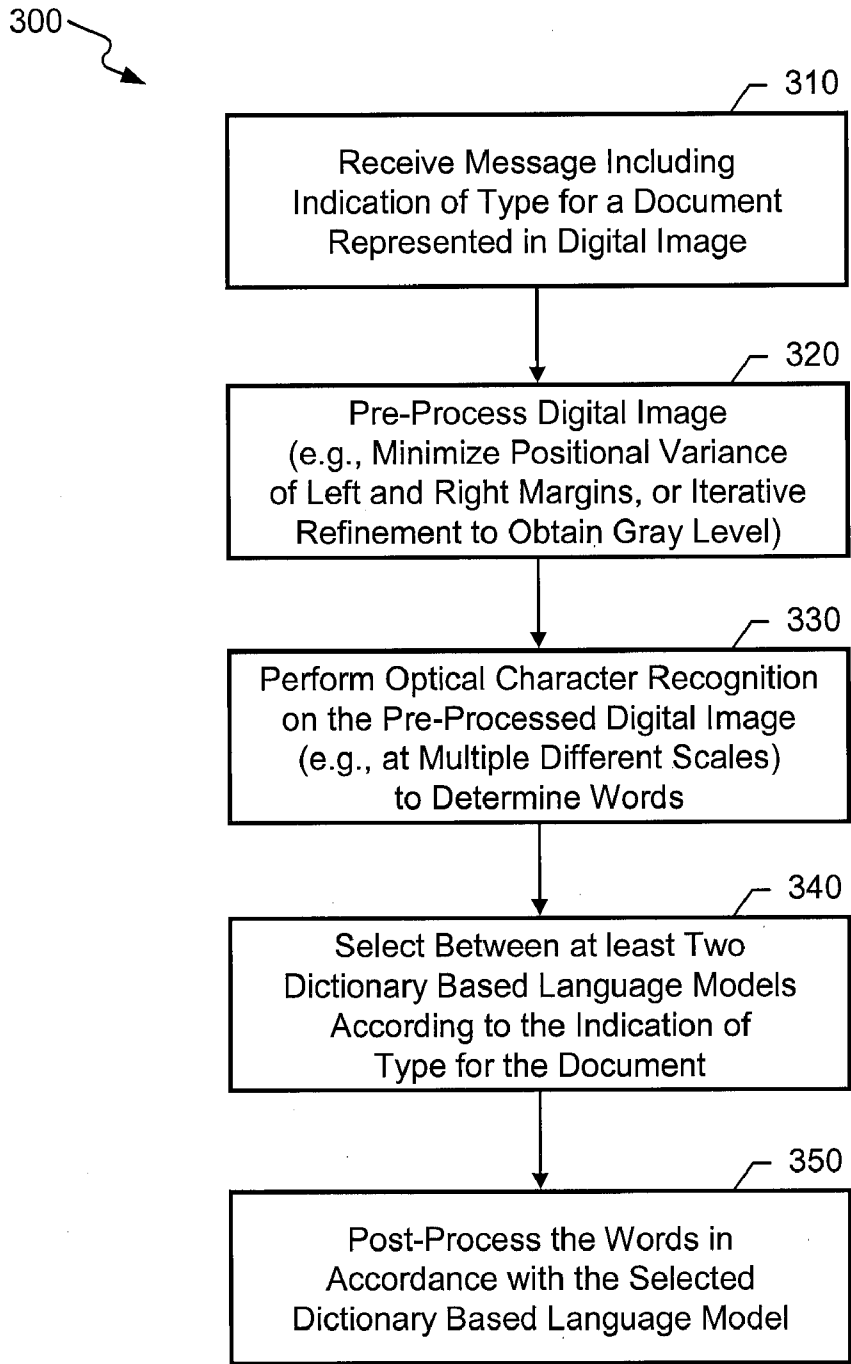 300
310
Receive Message Including
Indication of Type for a Document
Represented in Digital Image
320
Pre-Process Digital Image
(e.g., Minimize Positional Variance
of Left and Right Margins, or Iterative
Refinement to Obtain Gray Level)
330
Perform Optical Character Recognition
on the Pre-Processed Digital Image
(e.g., at Multiple Different Scales)
to Determine Words
340
Select Between at least Two
Dictionary Based Language Models
According to the Indication of
Type for the Document
350
Post-Process the Words in
Accordance with the Selected
Dictionary Based Language Model